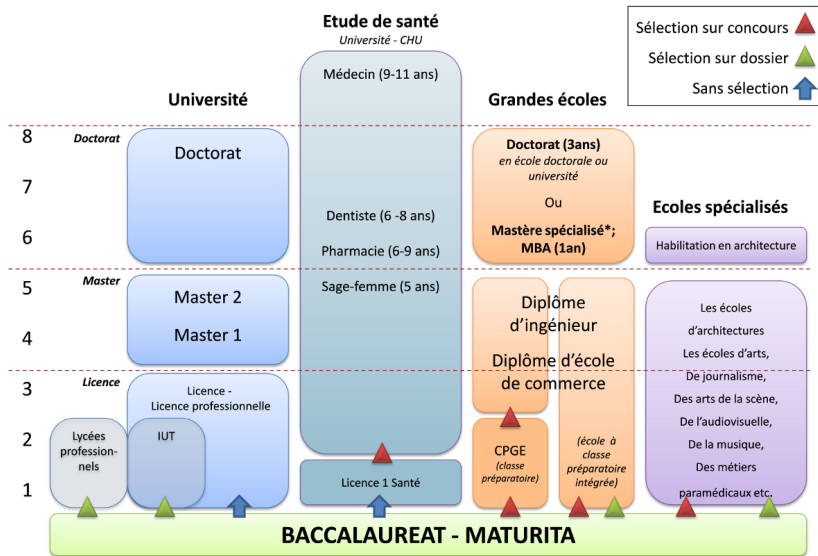 Etude de santé
Université - CHU
Sélection sur concours
Sélection sur dossier
Sans sélection
Université
Médecin (9-11 ans)
Grandes écoles
8
Doctorat
Doctorat
Doctorat (3ans)
en école doctorale ou
université
7
Ou
Dentiste (6 -8 ans)
Mastère spécialisé*;
MBA (1an)
Ecoles spécialisés
6
Pharmacie (6-9 ans)
Habilitation en architecture
5
Master
Master 2
Sage-femme (5 ans)
Diplôme
d'ingénieur
Les écoles
d'architectures
4
Master 1
Diplôme d'école
de commerce
Les écoles d'arts,
De journalisme,
3
Licence
Licence -
Licence professionnelle
Des arts de la scène,
De l'audiovisuelle,
2
Lycées
profession-
nels
IUT
CPGE
(classe
préparatoire)
(école à
classe
préparatoire
intégrée)
De la musique,
Des métiers
1
Licence 1 Santé
paramédicaux etc.
BACCALAUREAT - MATURITA